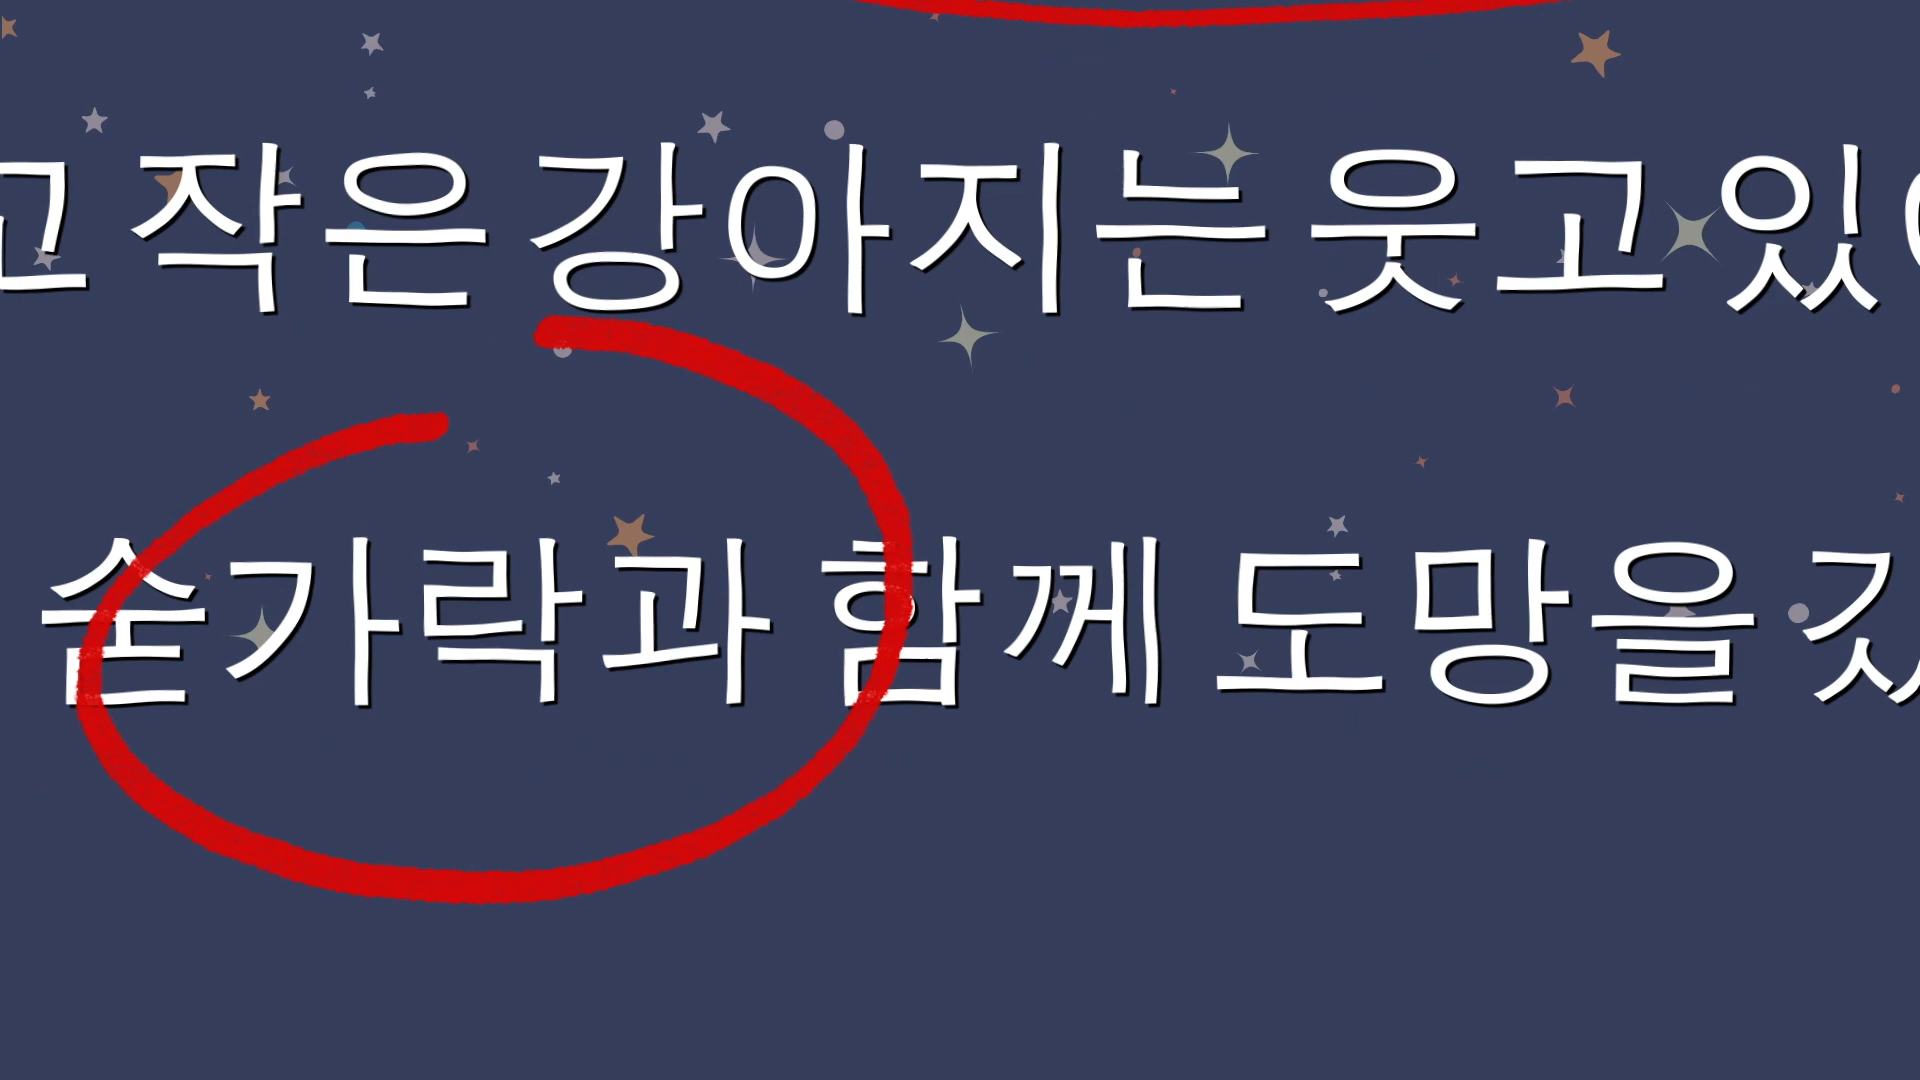 고 작은 강아지는 웃고 있
숟가락과 함께 도망을 갔